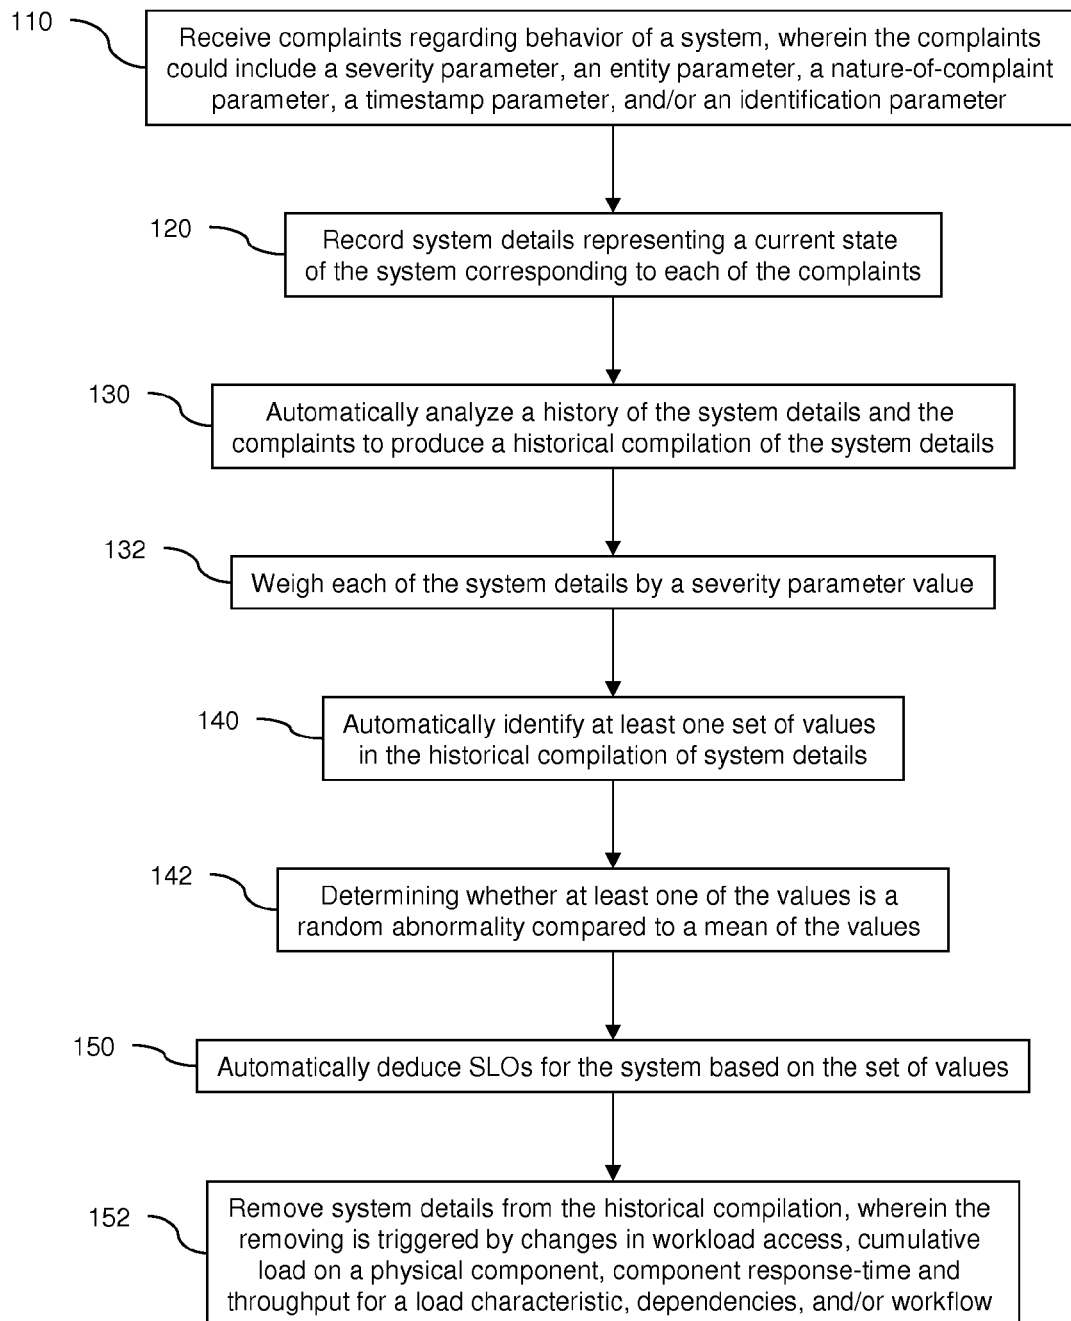 110
Receive complaints regarding behavior of a system, wherein the complaints
could include a severity parameter, an entity parameter, a nature-of-complaint
parameter, a timestamp parameter, and/or an identification parameter
120
Record system details representing a current state
of the system corresponding to each of the complaints
130
Automatically analyze a history of the system details and the
complaints to produce a historical compilation of the system details
132
Weigh each of the system details by a severity parameter value
140
Automatically identify at least one set of values
in the historical compilation of system details
142
Determining whether at least one of the values is a
random abnormality compared to a mean of the values
150
Automatically deduce SLOs for the system based on the set of values
152
Remove system details from the historical compilation, wherein the
removing is triggered by changes in workload access, cumulative
load on a physical component, component response-time and
throughput for a load characteristic, dependencies, and/or workflow